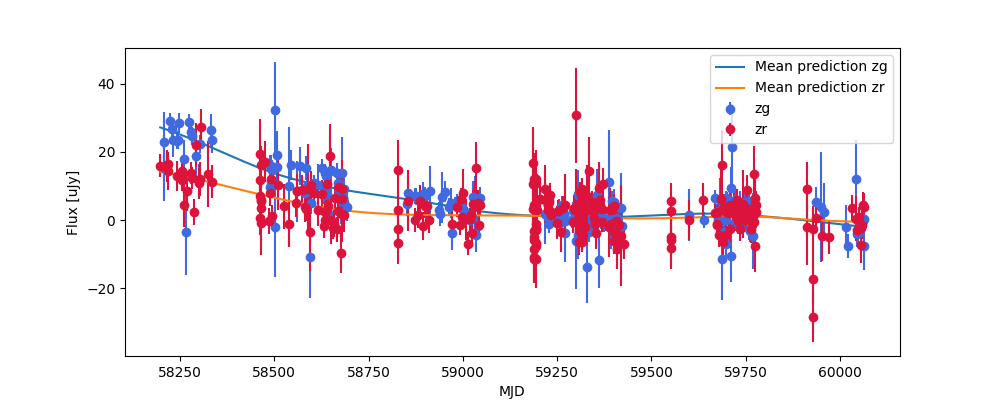 Mean prediction zg
Mean prediction zr
zg
zr
Flux [uJy]
40
20
0
−20
58250 58500 58750 59000 59250 59500 59750 60000
MJD